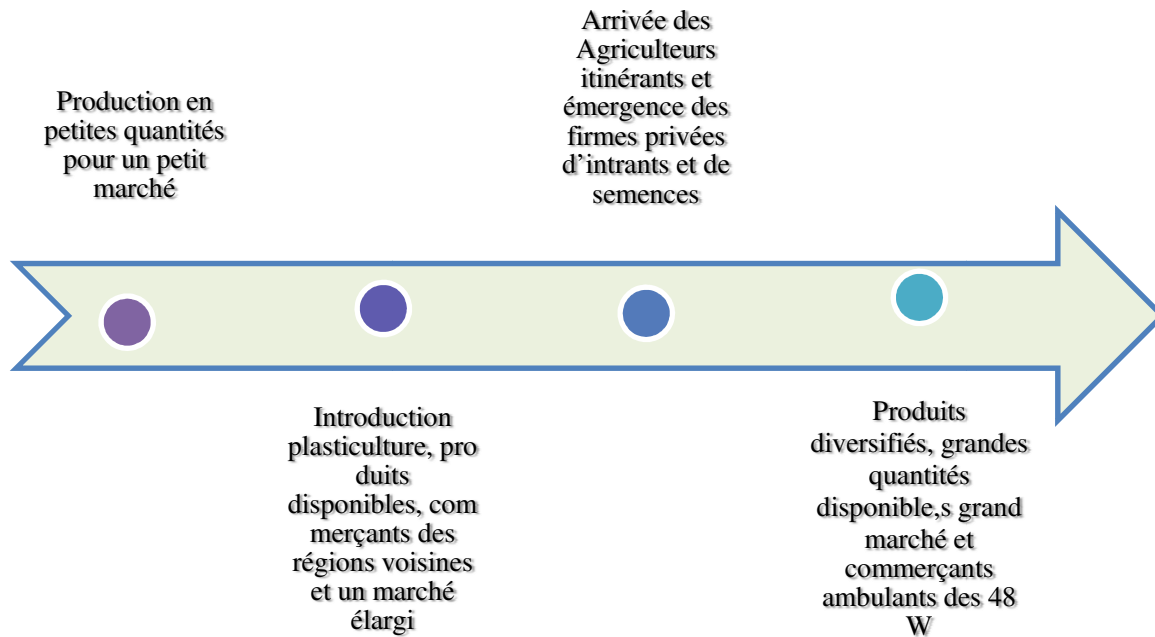 Production en
petites quantités
pour un petit
marché
Introduction
plasticulture, pro
duits
disponibles, com
merçants des
régions voisines
et un marché
élargi
Arrivée des
Agriculteurs
itinérants et
émergence des
firmes privées
d’intrants et de
semences
Produits
diversifiés, grandes
quantités
disponible,s grand
marché et
commerçants
ambulants des 48
W